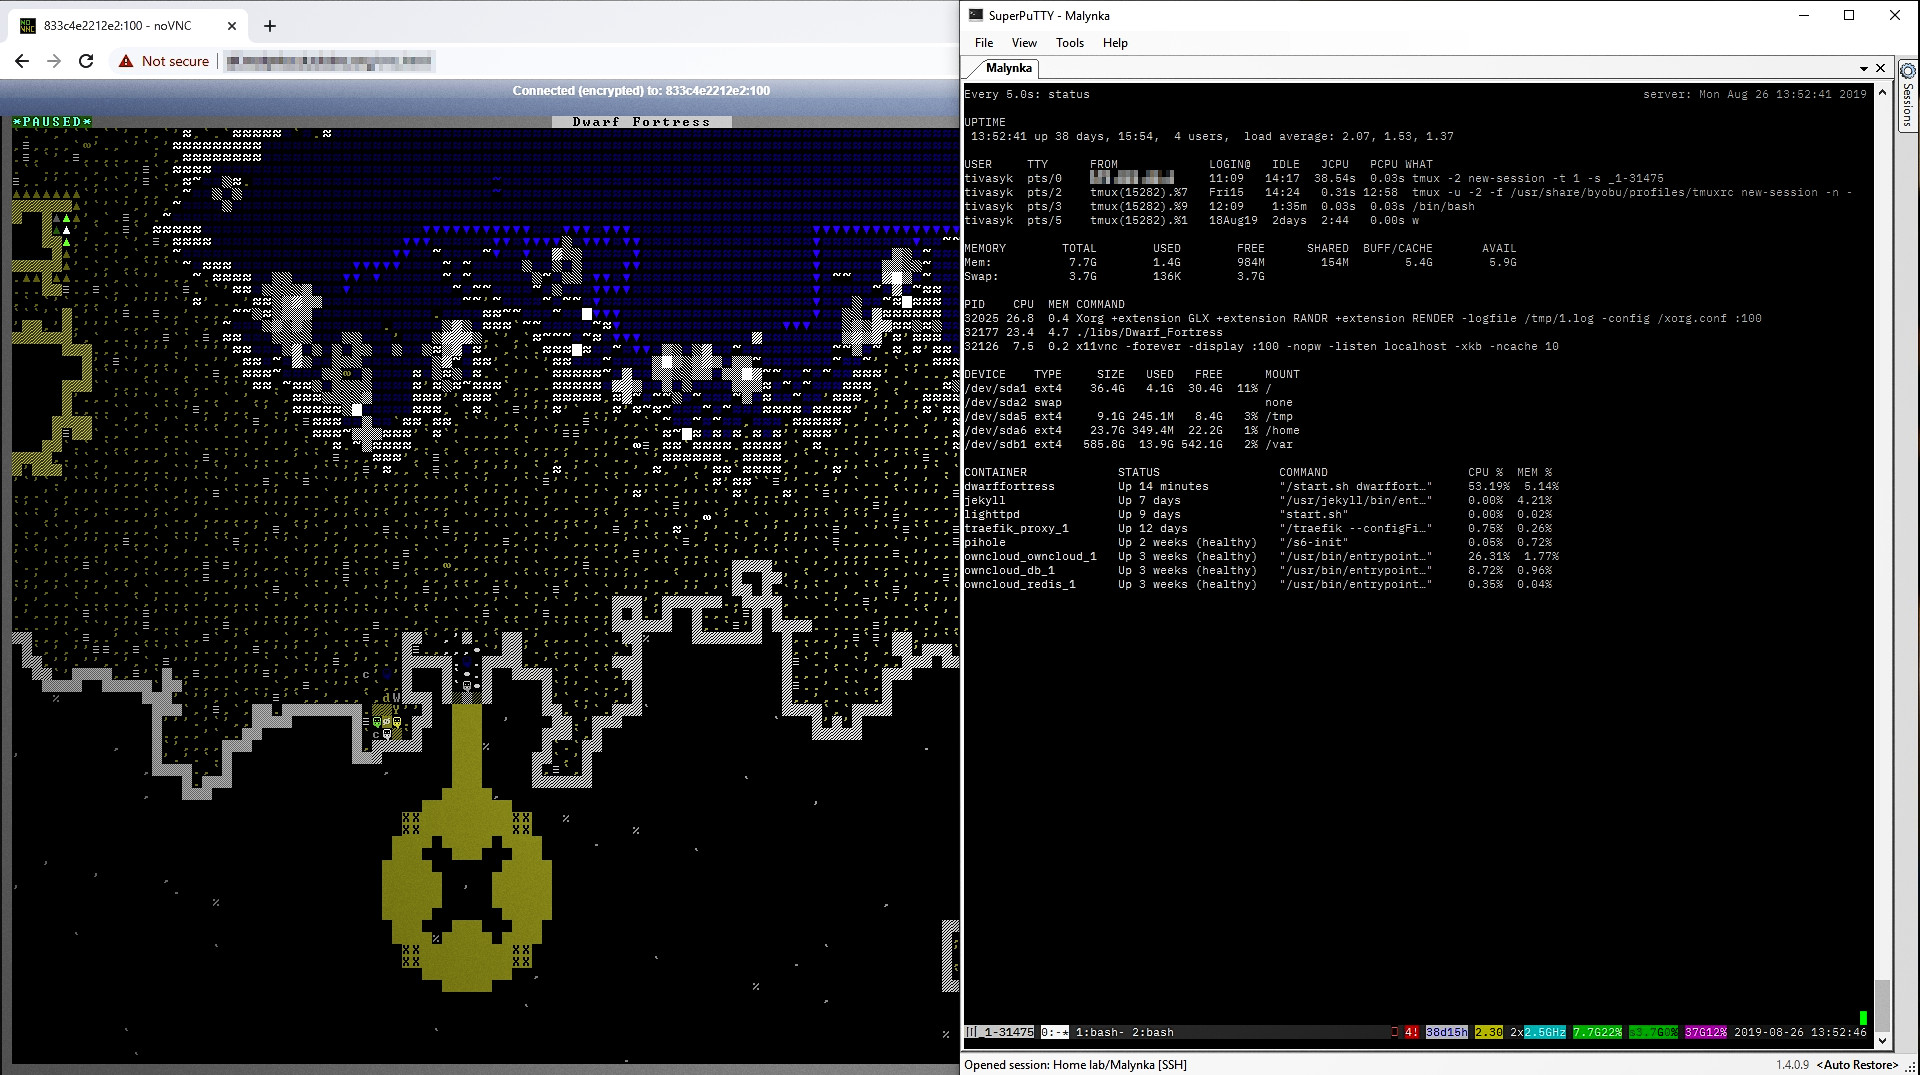 833c4e2212e2:100 - noVNC
Not secure
Connected (encrypted) to: 833c4e2212e2:100
*PAUSED*
Dwarf Fortress
SuperPuTTY - Malynka
File View Tools Help
Malynka
Sessions
Every 5.0s: status server: Mon Aug 26 13:52:41 2019
UPTIME
13:52:41 up 38 days, 15:54, 4 users, load average: 2.07, 1.53, 1.37
USER TTY FROM LOGIN@ IDLE JCPU PCPU WHAT
tivasyk pts/0 11:09 14:17 38.54s 0.03s tmux -2 new-session -t 1 -s _1-31475
tivasyk pts/2 tmux(15282).%7 Fri15 14:24 0.31s 12:58 tmux -u -2 -f /usr/share/byobu/profiles/tmuxrc new-session -n -
tivasyk pts/3 tmux(15282).%9 12:09 1:35m 0.03s 0.03s /bin/bash
tivasyk pts/5 tmux(15282).%1 18Aug19 2days 2:44 0.00s w
MEMORY TOTAL USED FREE SHARED BUFF/CACHE AVAIL
Mem: 7.7G 1.4G 984M 154M 5.4G 5.9G
Swap: 3.7G 136K 3.7G
PID CPU MEM COMMAND
32025 26.8 0.4 Xorg +extension GLX +extension RANDR +extension RENDER -logfile /tmp/1.log -config /xorg.conf :100
32177 23.4 4.7 ./libs/Dwarf_Fortress
32126 7.5 0.2 x11vnc -forever -display :100 -nopw -listen localhost -xkb -ncache 10
DEVICE TYPE SIZE USED FREE MOUNT
/dev/sda1 ext4 36.4G 4.1G 30.4G 11% /
/dev/sda2 swap none
/dev/sda5 ext4 9.1G 245.1M 8.4G 3% /tmp
/dev/sda6 ext4 23.7G 349.4M 22.2G 1% /home
/dev/sdb1 ext4 585.8G 13.9G 542.1G 2% /var
CONTAINER STATUS COMMAND CPU % MEM %
dwarffortress Up 14 minutes "/start.sh dwarffort…" 53.19% 5.14%
jekyll Up 7 days "/usr/jekyll/bin/ent…" 0.00% 4.21%
lighttpd Up 9 days "start.sh" 0.00% 0.02%
traefik_proxy_1 Up 12 days "/traefik --configFi…" 0.75% 0.26%
pihole Up 2 weeks (healthy) "/s6-init" 0.05% 0.72%
owncloud_owncloud_1 Up 3 weeks (healthy) "/usr/bin/entrypoint…" 26.31% 1.77%
owncloud_db_1 Up 3 weeks (healthy) "/usr/bin/entrypoint…" 8.72% 0.96%
owncloud_redis_1 Up 3 weeks (healthy) "/usr/bin/entrypoint…" 0.35% 0.04%
_1-31475 0:-* 1:bash- 2:bash 4! 38d15h 2.30 2x2.5GHz 7.7G22% 37G12% 2019-08-26 13:52:46
Opened session: Home lab/Malynka [SSH] 1.4.0.9 <Auto Restore>